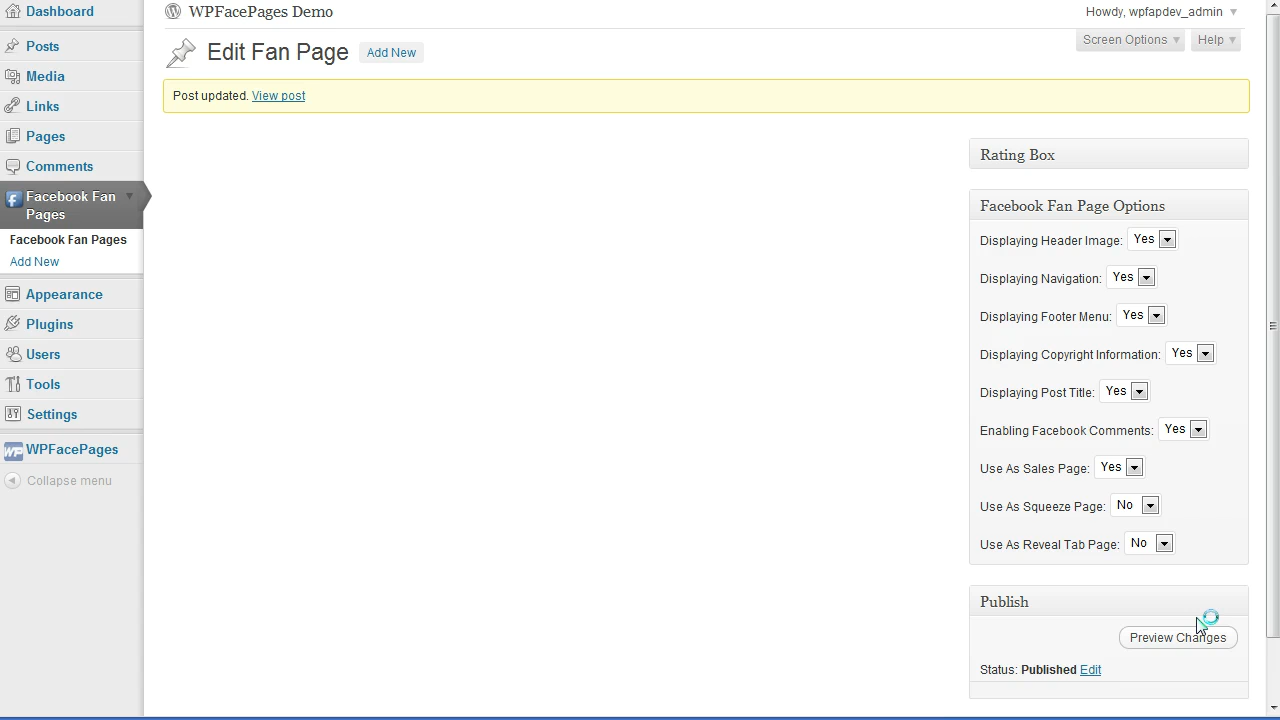 Dashboard
Posts
Media
Links
Pages
Comments
Facebook Fan
Pages
Facebook Fan Pages
Add New
Appearance
Plugins
Users
Tools
Settings
WPFacePages
Collapse menu
WPFacePages Demo
Howdy, wpfapdev_admin
Edit Fan Page Add New
Screen Options Help
Post updated. View post
Rating Box
Facebook Fan Page Options
Displaying Header Image: Yes
Displaying Navigation: Yes
Displaying Footer Menu: Yes
Displaying Copyright Information: Yes
Displaying Post Title: Yes
Enabling Facebook Comments: Yes
Use As Sales Page: Yes
Use As Squeeze Page: No
Use As Reveal Tab Page: No
Publish
Preview Changes
Status: Published Edit